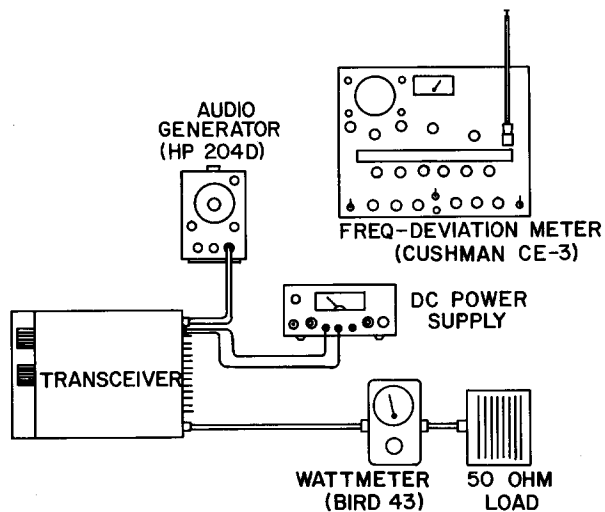 AUDIO
GENERATOR
(HP 204D)
FREQ-DEVIATION METER
(CUSHMAN CE-3)
DC POWER
SUPPLY
TRANSCEIVER
WATTMETER
(BIRD 43)
50 OHM
LOAD